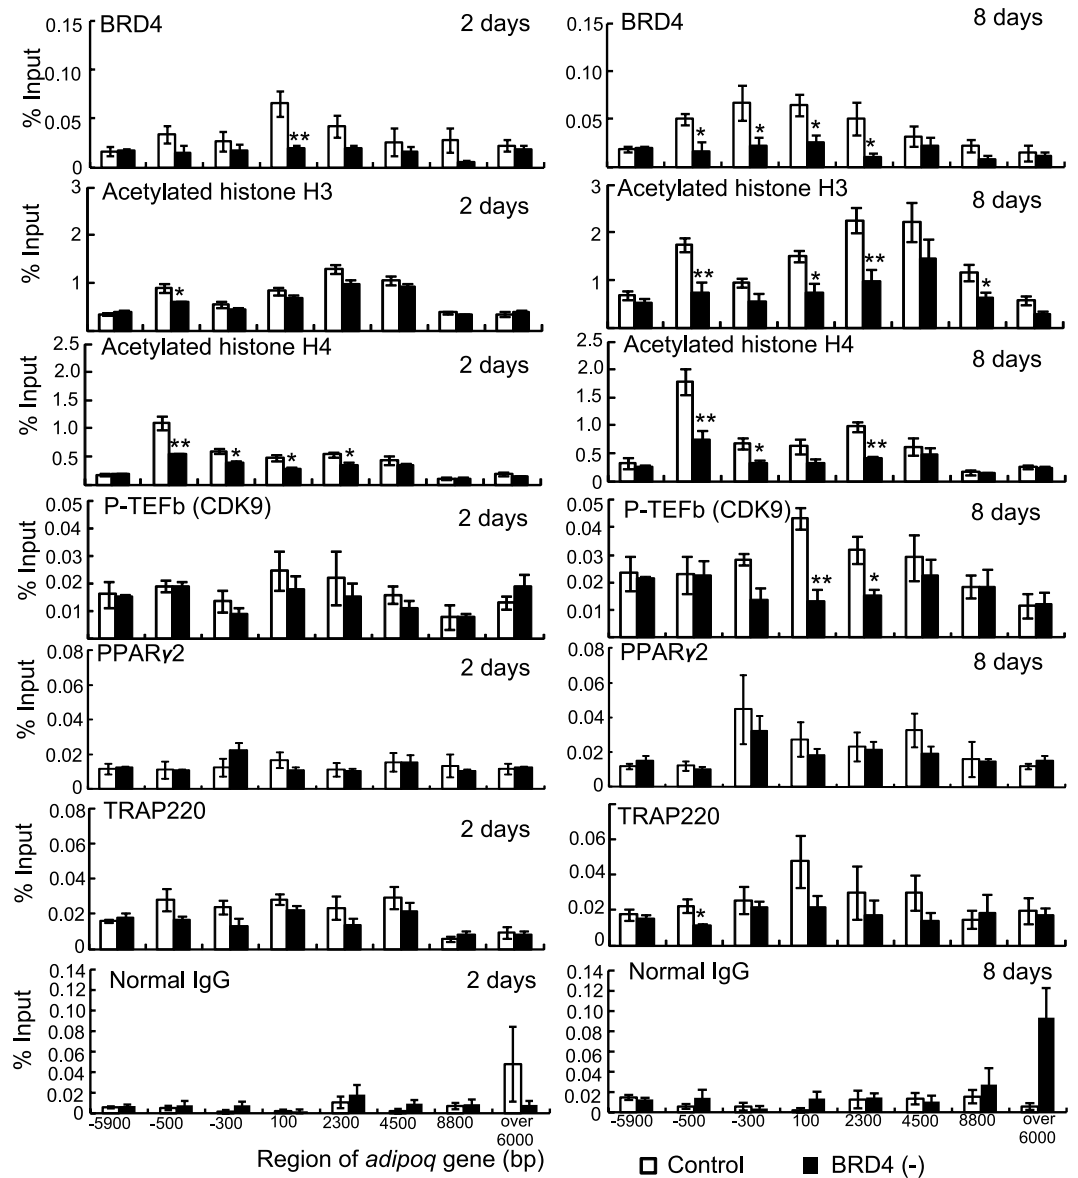 BRD4 2 days
% Input
0.15
0.10
0.05
0
**
BRD4 8 days
0.15
0.10
0.05
0
* * * *
Acetylated histone H3 2 days
% Input
3
2
1
0
*
Acetylated histone H3 8 days
3
2
1
0
** * ** *
Acetylated histone H4 2 days
% Input
2.5
2.0
1.5
1.0
0.5
0
** * * *
Acetylated histone H4 8 days
2.5
2.0
1.5
1.0
0.5
0
** * **
P-TEFb (CDK9) 2 days
% Input
0.05
0.04
0.03
0.02
0.01
0
P-TEFb (CDK9) 8 days
0.05
0.04
0.03
0.02
0.01
0
** *
PPARγ2 2 days
% Input
0.08
0.06
0.04
0.02
0
PPARγ2 8 days
0.08
0.06
0.04
0.02
0
TRAP220 2 days
% Input
0.08
0.06
0.04
0.02
0
TRAP220 8 days
0.08
0.06
0.04
0.02
0
*
Normal IgG 2 days
% Input
0.14
0.12
0.10
0.08
0.06
0.04
0.02
0
-5900 -500 -300 100 2300 4500 8800 over
6000
Region of adipoq gene (bp)
Normal IgG 8 days
0.14
0.12
0.10
0.08
0.06
0.04
0.02
0
-5900 -500 -300 100 2300 4500 8800 over
6000
Control BRD4 (-)